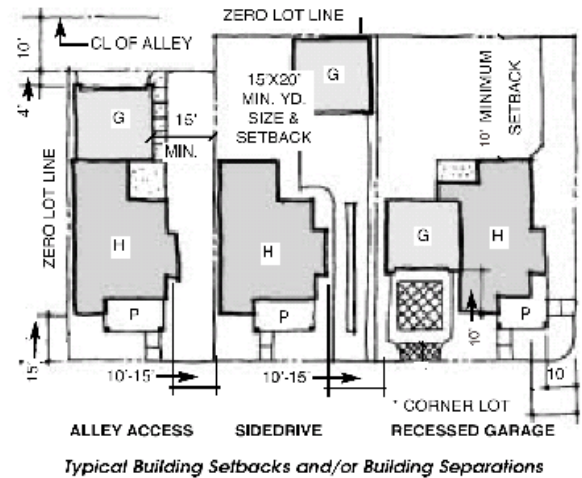 ZERO LOT LINE
10'
CL OF ALLEY
4'
G
15'
MIN.
15'X20'
MIN. YD.
SIZE &
SETBACK
G
10' MINIMUM
SETBACK
ZERO LOT LINE
H
H
G
H
P
P
P
15'
10'-15'
10'-15'
10'
10'
* CORNER LOT
ALLEY ACCESS
SIDEDRIVE
RECESSED GARAGE
Typical Building Setbacks and/or Building Separations